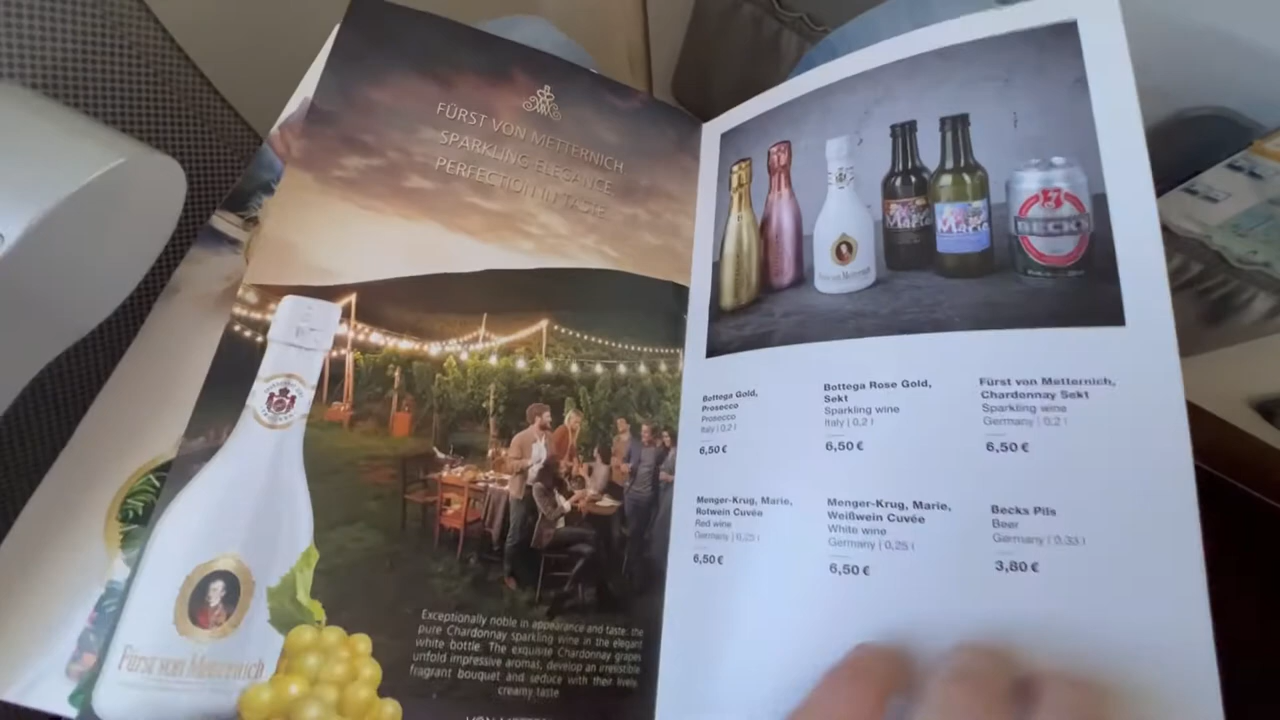 FÜRST VON METTERNICH
SPARKLING ELEGANCE
PERFECTION IN TASTE
Fürst von Metternich
Exceptionally noble in appearance and taste: the
pure Chardonnay sparkling wine in the elegant
white bottle. The exquisite Chardonnay grapes
unfold impressive aromas, develop an irresistible
fragrant bouquet and seduce with their lively,
creamy taste
Fürst von Metternich
Marie
Marie
BECK'S
Bottega Gold,
Prosecco
Prosecco
Italy | 0,2 l
6,50 €
Bottega Rose Gold,
Sekt
Sparkling wine
Italy | 0,2 l
6,50 €
Fürst von Metternich,
Chardonnay Sekt
Sparkling wine
Germany | 0,2 l
6,50 €
Menger-Krug, Marie,
Rotwein Cuvée
Red wine
Germany | 0,25 l
6,50 €
Menger-Krug, Marie,
Weißwein Cuvée
White wine
Germany | 0,25 l
6,50 €
Becks Pils
Beer
Germany | 0,33 l
3,80 €